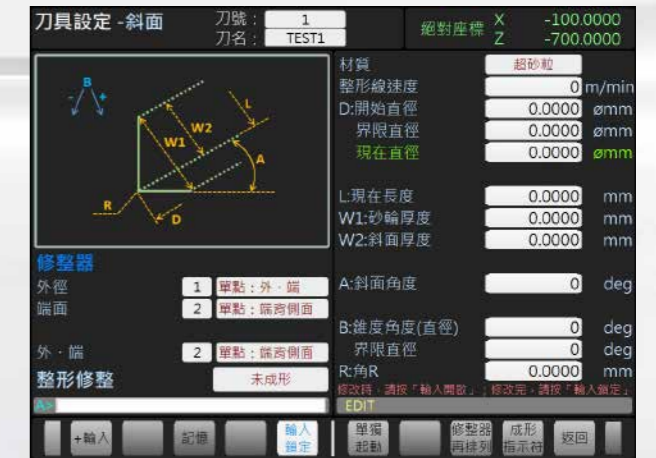 刀具設定 -斜面
刀號： 1
刀名： TEST1
絕對座標 X -100.0000
Z -700.0000
B
- +
L
W2
W1
A
R
D
材質 超砂粒
整形線速度 0 m/min
D:開始直徑 0.0000 ømm
界限直徑 0.0000 ømm
現在直徑 0.0000 ømm
L:現在長度 0.0000 mm
W1:砂輪厚度 0.0000 mm
W2:斜面厚度 0.0000 mm
A:斜面角度 0 deg
B:錐度角度(直徑) 0 deg
界限直徑 0 deg
R:角R 0.0000 mm
修整器
外徑 1 單點：外．端
端面 2 單點：端背側面
外．端 2 單點：端背側面
整形修整 未成形
修改時，請按「輸入開啟」；修改完，請按「輸入鎖定」
A>
EDIT
+輸入
記憶
輸入鎖定
單獨起動
修整器再排列
成形指示符
返回